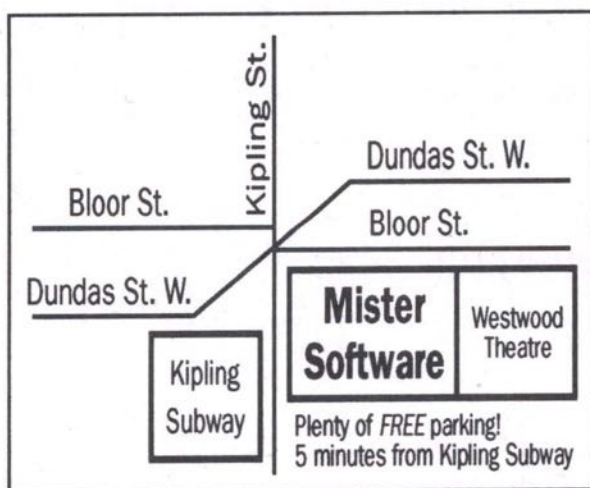 Kipling St.
Dundas St. W.
Bloor St.
Bloor St.
Dundas St. W.
Mister
Software
Westwood
Theatre
Kipling
Subway
Plenty of FREE parking!
5 minutes from Kipling Subway